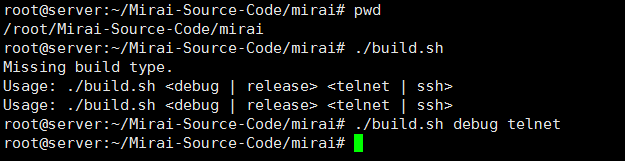 root@server:~/Mirai-Source-Code/mirai# pwd
/root/Mirai-Source-Code/mirai
root@server:~/Mirai-Source-Code/mirai# ./build.sh
Missing build type.
Usage: ./build.sh <debug | release> <telnet | ssh>
Usage: ./build.sh <debug | release> <telnet | ssh>
root@server:~/Mirai-Source-Code/mirai# ./build.sh debug telnet
root@server:~/Mirai-Source-Code/mirai#